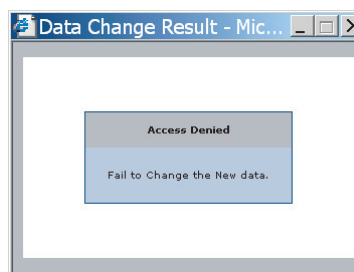 Data Change Result - Mic...
Access Denied
Fail to Change the New data.